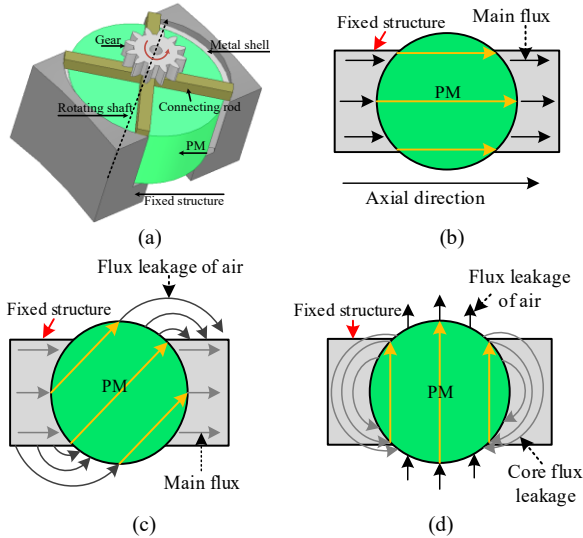 Gear
Metal shell
Rotating shaft
Connecting rod
PM
Fixed structure
(a)
Fixed structure
Main flux
PM
Axial direction
(b)
Flux leakage of air
Fixed structure
PM
Main flux
(c)
Flux leakage
of air
Fixed structure
PM
Core flux
leakage
(d)